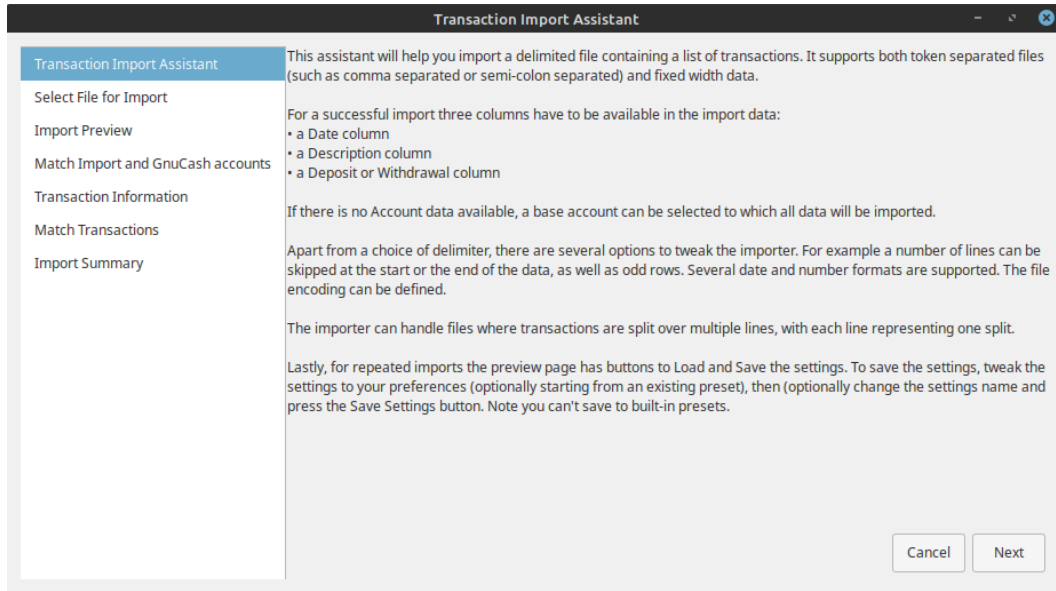 Transaction Import Assistant
Transaction Import Assistant
Select File for Import
Import Preview
Match Import and GnuCash accounts
Transaction Information
Match Transactions
Import Summary
This assistant will help you import a delimited file containing a list of transactions. It supports both token separated files
(such as comma separated or semi-colon separated) and fixed width data.
For a successful import three columns have to be available in the import data:
• a Date column
• a Description column
• a Deposit or Withdrawal column
If there is no Account data available, a base account can be selected to which all data will be imported.
Apart from a choice of delimiter, there are several options to tweak the importer. For example a number of lines can be
skipped at the start or the end of the data, as well as odd rows. Several date and number formats are supported. The file
encoding can be defined.
The importer can handle files where transactions are split over multiple lines, with each line representing one split.
Lastly, for repeated imports the preview page has buttons to Load and Save the settings. To save the settings, tweak the
settings to your preferences (optionally starting from an existing preset), then (optionally change the settings name and
press the Save Settings button. Note you can't save to built-in presets.
Cancel
Next